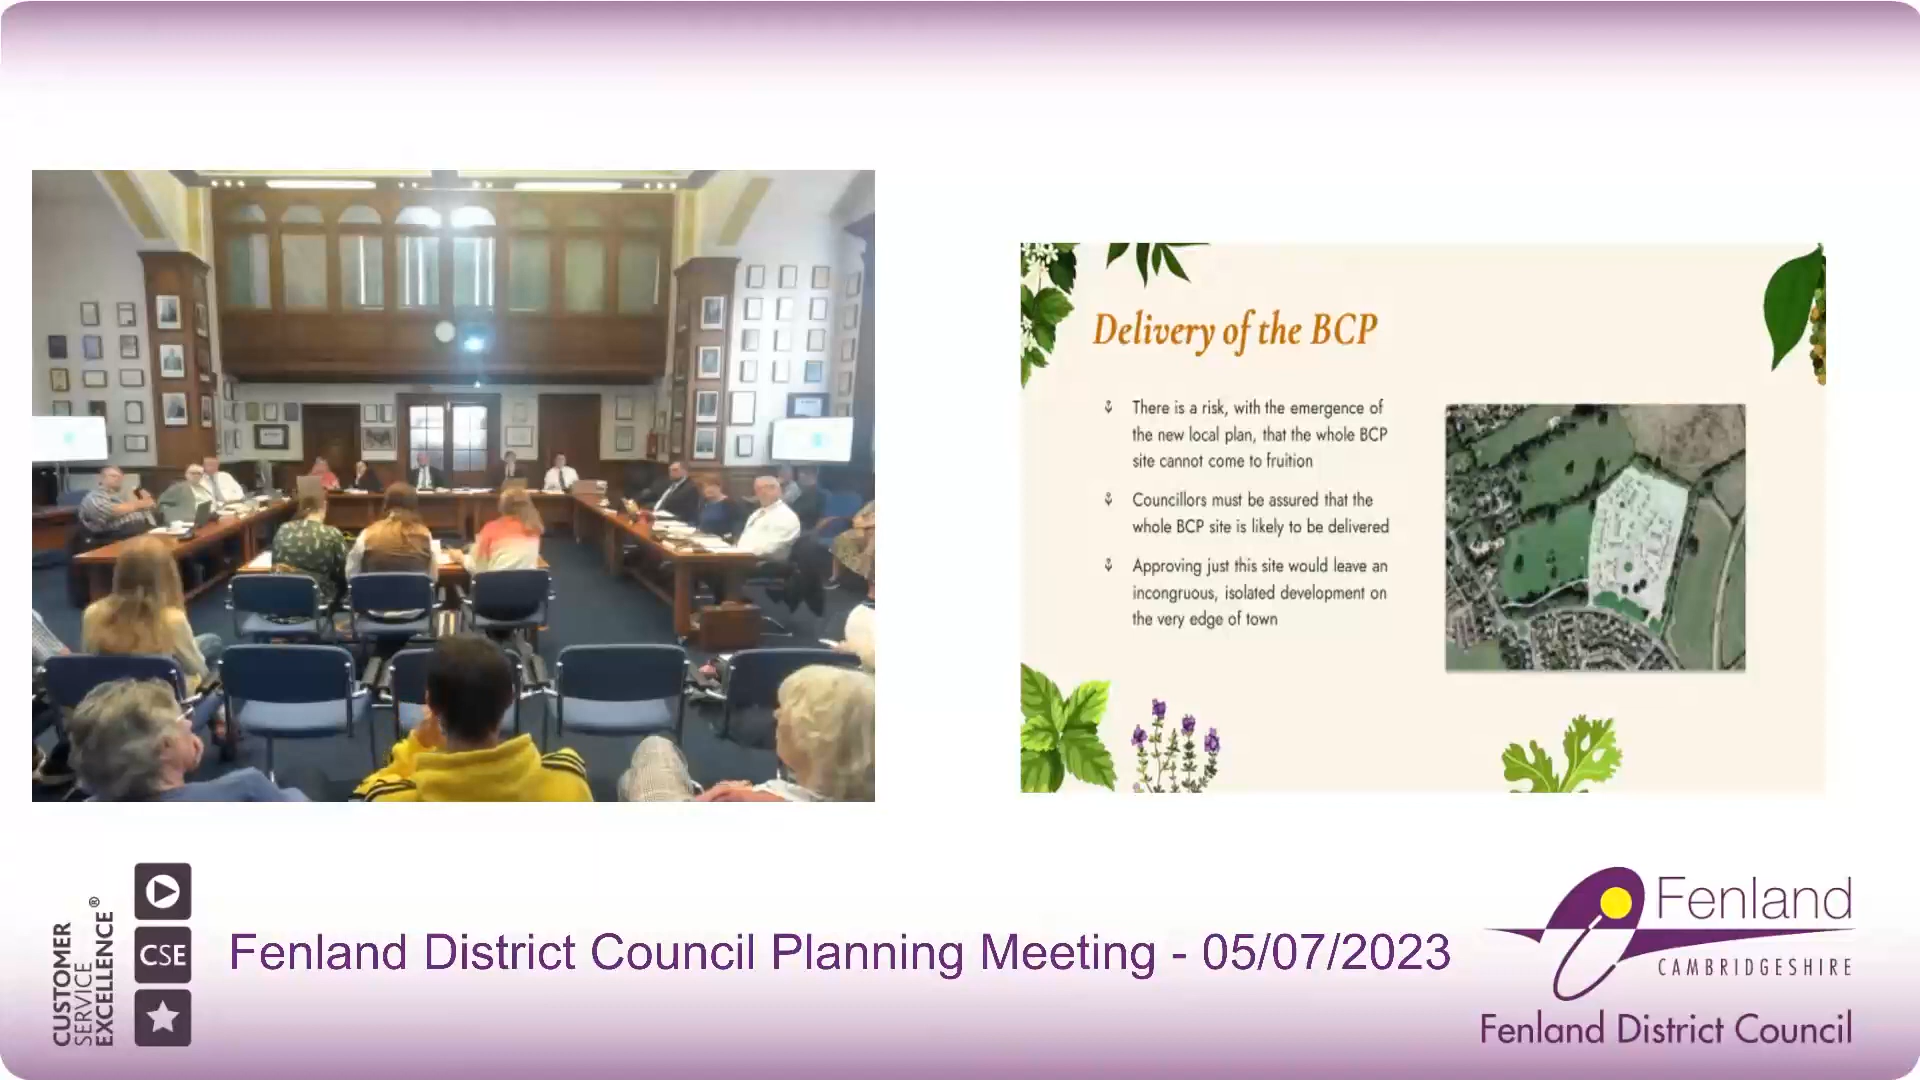 Delivery of the BCP
There is a risk, with the emergence of
the new local plan, that the whole BCP
site cannot come to fruition
Councillors must be assured that the
whole BCP site is likely to be delivered
Approving just this site would leave an
incongruous, isolated development on
the very edge of town
CUSTOMER
SERVICE
EXCELLENCE®
CSE
Fenland District Council Planning Meeting - 05/07/2023
Fenland
CAMBRIDGESHIRE
Fenland District Council